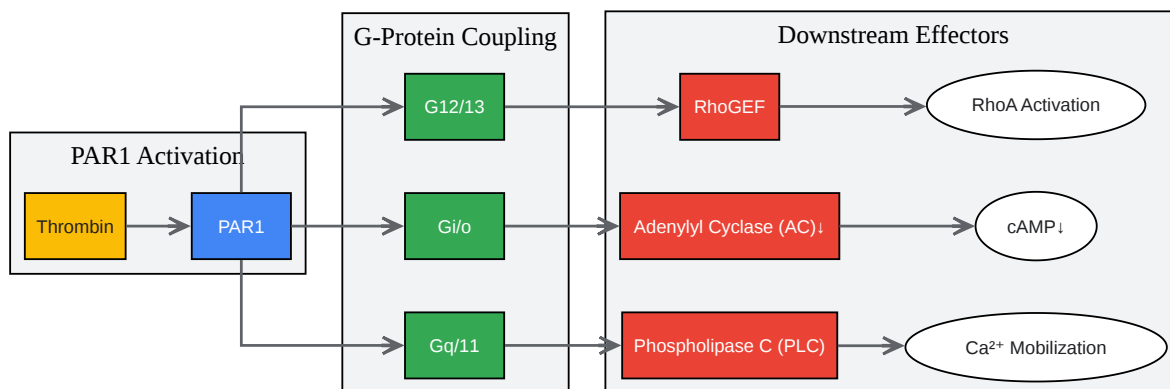 G-Protein Coupling
Downstream Effectors
G12/13
RhoGEF
RhoA Activation
PAR1 Activation
Thrombin
PAR1
Gi/o
Adenylyl Cyclase (AC)↓
cAMP↓
Gq/11
Phospholipase C (PLC)
Ca²⁺ Mobilization